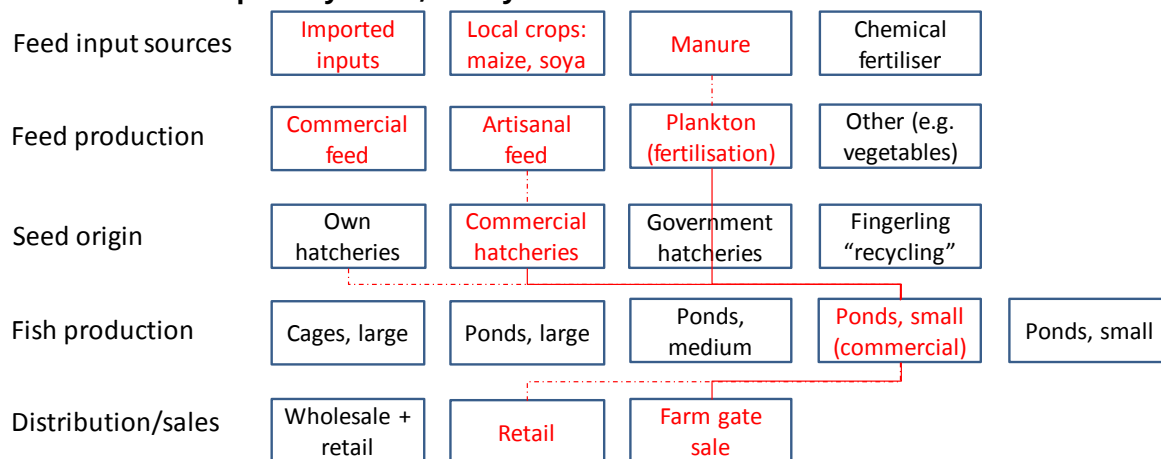 Feed input sources
Imported
inputs
Local crops:
maize, soya
Manure
Chemical
fertiliser
Feed production
Commercial
feed
Artisanal
feed
Plankton
(fertilisation)
Other (e.g.
vegetables)
Seed origin
Own
hatcheries
Commercial
hatcheries
Government
hatcheries
Fingerling
“recycling”
Fish production
Cages, large
Ponds, large
Ponds,
medium
Ponds, small
(commercial)
Ponds, small
Distribution/sales
Wholesale +
retail
Retail
Farm gate
sale